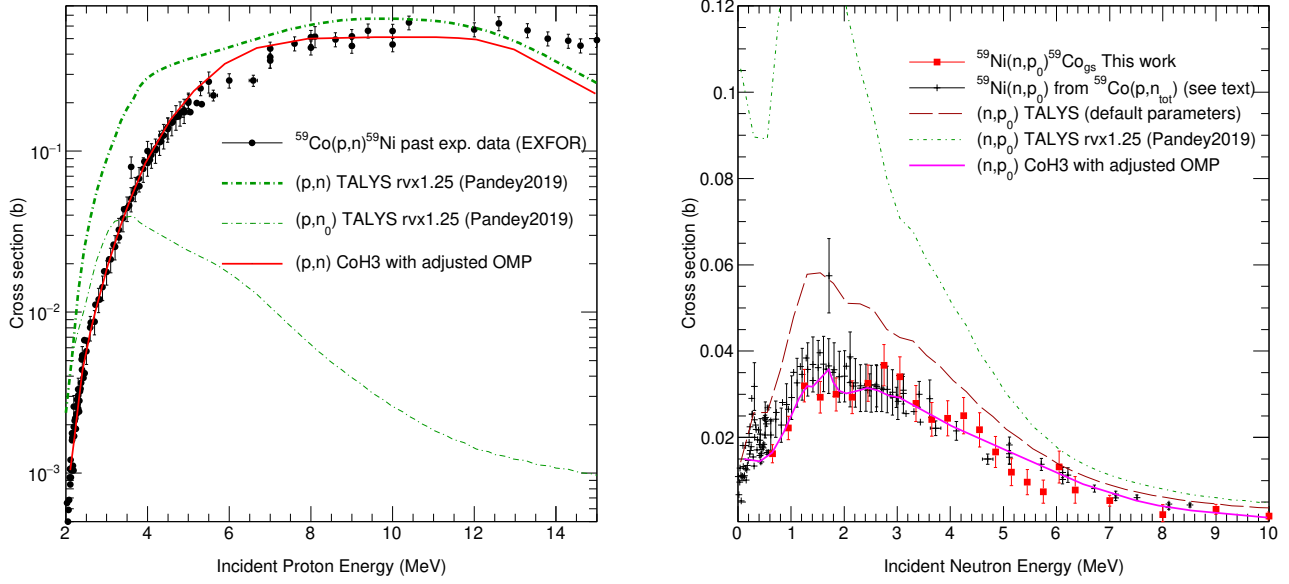 Cross section (b)
10⁻¹
10⁻²
10⁻³
⁵⁹Co(p,n)⁵⁹Ni past exp. data (EXFOR)
(p,n) TALYS rvx1.25 (Pandey2019)
(p,n₀) TALYS rvx1.25 (Pandey2019)
(p,n) CoH3 with adjusted OMP
2 4 6 8 10 12 14
Incident Proton Energy (MeV)
Cross section (b)
0.12
0.1
0.08
0.06
0.04
0.02
⁵⁹Ni(n,p₀)⁵⁹Co_gs This work
⁵⁹Ni(n,p₀) from ⁵⁹Co(p,n_tot) (see text)
(n,p₀) TALYS (default parameters)
(n,p₀) TALYS rvx1.25 (Pandey2019)
(n,p₀) CoH3 with adjusted OMP
0 1 2 3 4 5 6 7 8 9 10
Incident Neutron Energy (MeV)